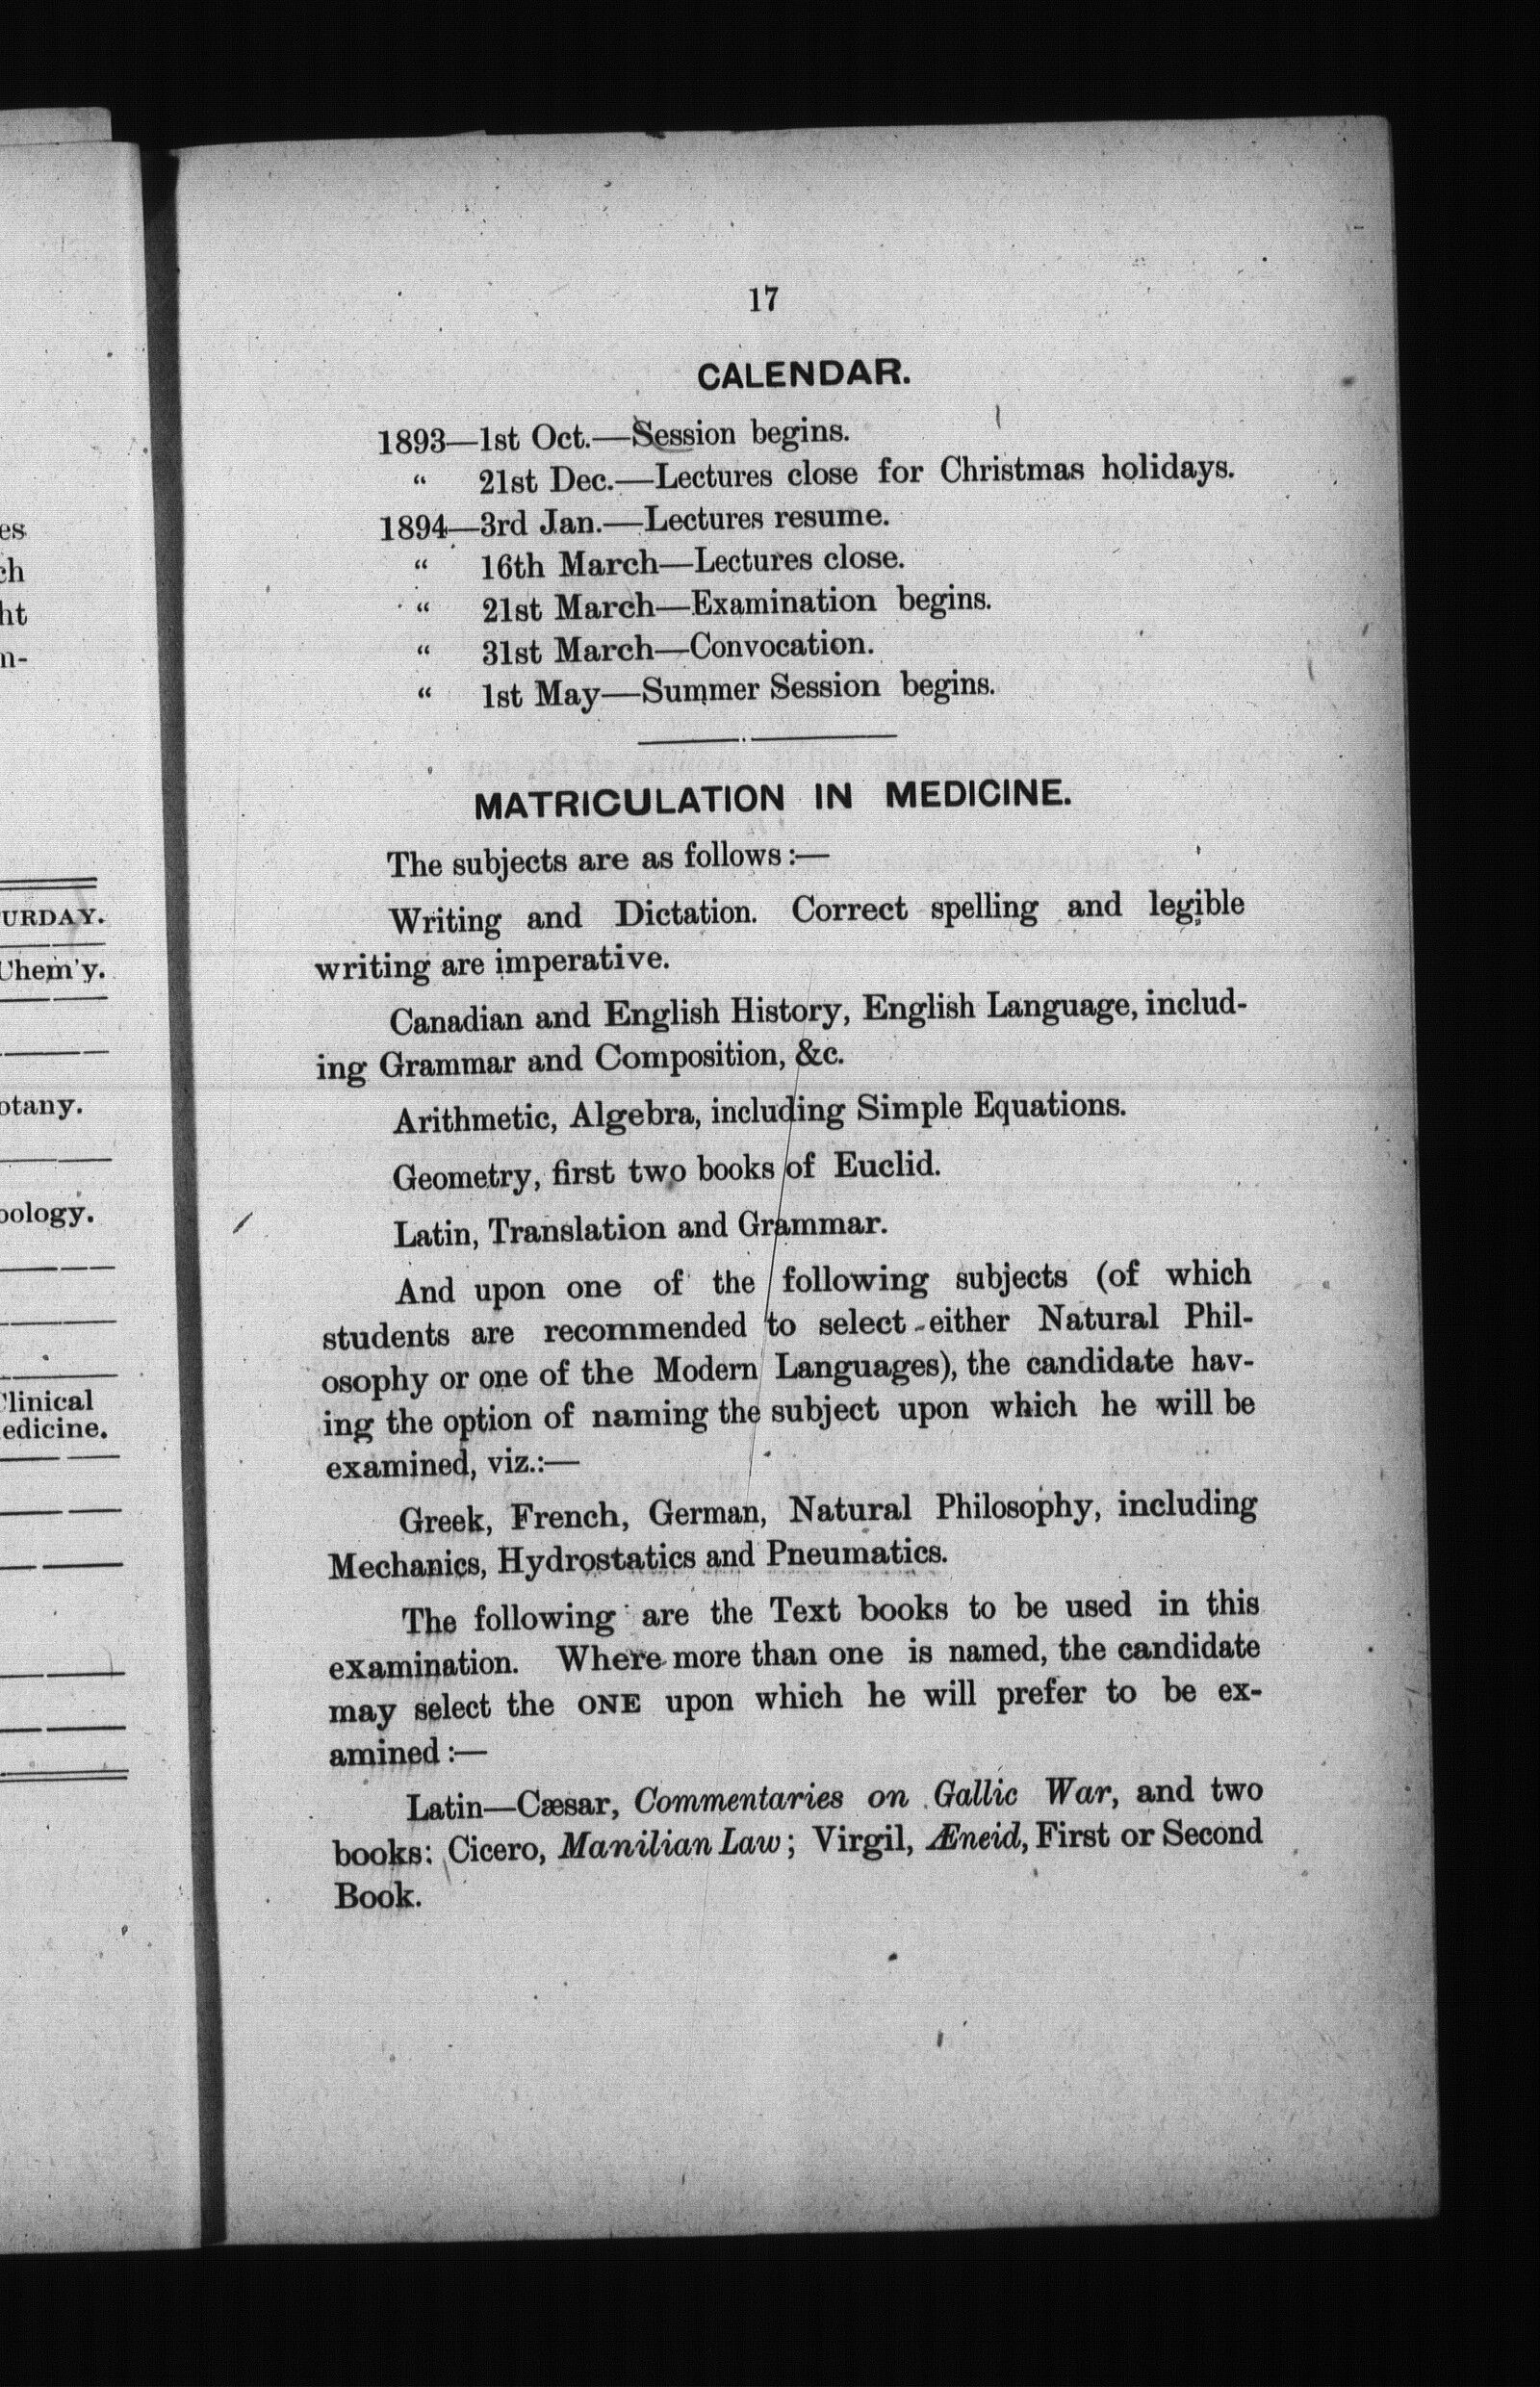 es
ch
ht
n-
URDAY.
Chem'y.
otany.
oology.
Clinical
edicine.
17
CALENDAR.
1893—1st Oct.—Session begins.
“ 21st Dec.—Lectures close for Christmas holidays.
1894—3rd Jan.—Lectures resume.
“ 16th March—Lectures close.
“ 21st March—Examination begins.
“ 31st March—Convocation.
“ 1st May—Summer Session begins.
MATRICULATION IN MEDICINE.
The subjects are as follows:—
Writing and Dictation. Correct spelling and legible
writing are imperative.
Canadian and English History, English Language, includ-
ing Grammar and Composition, &c.
Arithmetic, Algebra, including Simple Equations.
Geometry, first two books of Euclid.
Latin, Translation and Grammar.
And upon one of the following subjects (of which
students are recommended to select either Natural Phil-
osophy or one of the Modern Languages), the candidate hav-
ing the option of naming the subject upon which he will be
examined, viz.:—
Greek, French, German, Natural Philosophy, including
Mechanics, Hydrostatics and Pneumatics.
The following are the Text books to be used in this
examination. Where more than one is named, the candidate
may select the ONE upon which he will prefer to be ex-
amined:—
Latin—Cæsar, Commentaries on Gallic War, and two
books: Cicero, Manilian Law; Virgil, Æneid, First or Second
Book.